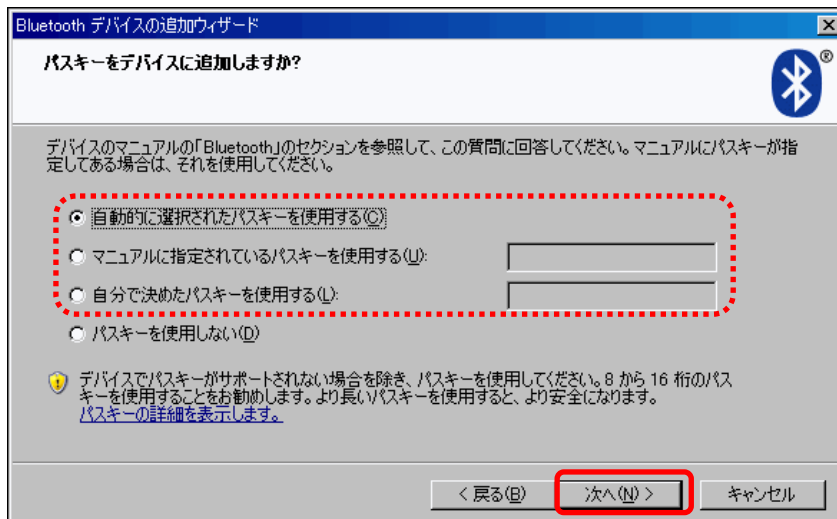 Bluetooth デバイスの追加ウィザード
パスキーをデバイスに追加しますか?
®
デバイスのマニュアルの「Bluetooth」のセクションを参照して、この質問に回答してください。マニュアルにパスキーが指
定してある場合は、それを使用してください。
自動的に選択されたパスキーを使用する(C)
マニュアルに指定されているパスキーを使用する(U):
自分で決めたパスキーを使用する(L):
パスキーを使用しない(D)
デバイスでパスキーがサポートされない場合を除き、パスキーを使用してください。8 から 16 桁のパス
キーを使用することをお勧めします。より長いパスキーを使用すると、より安全になります。
パスキーの詳細を表示します。
< 戻る(B) 次へ(N) > キャンセル